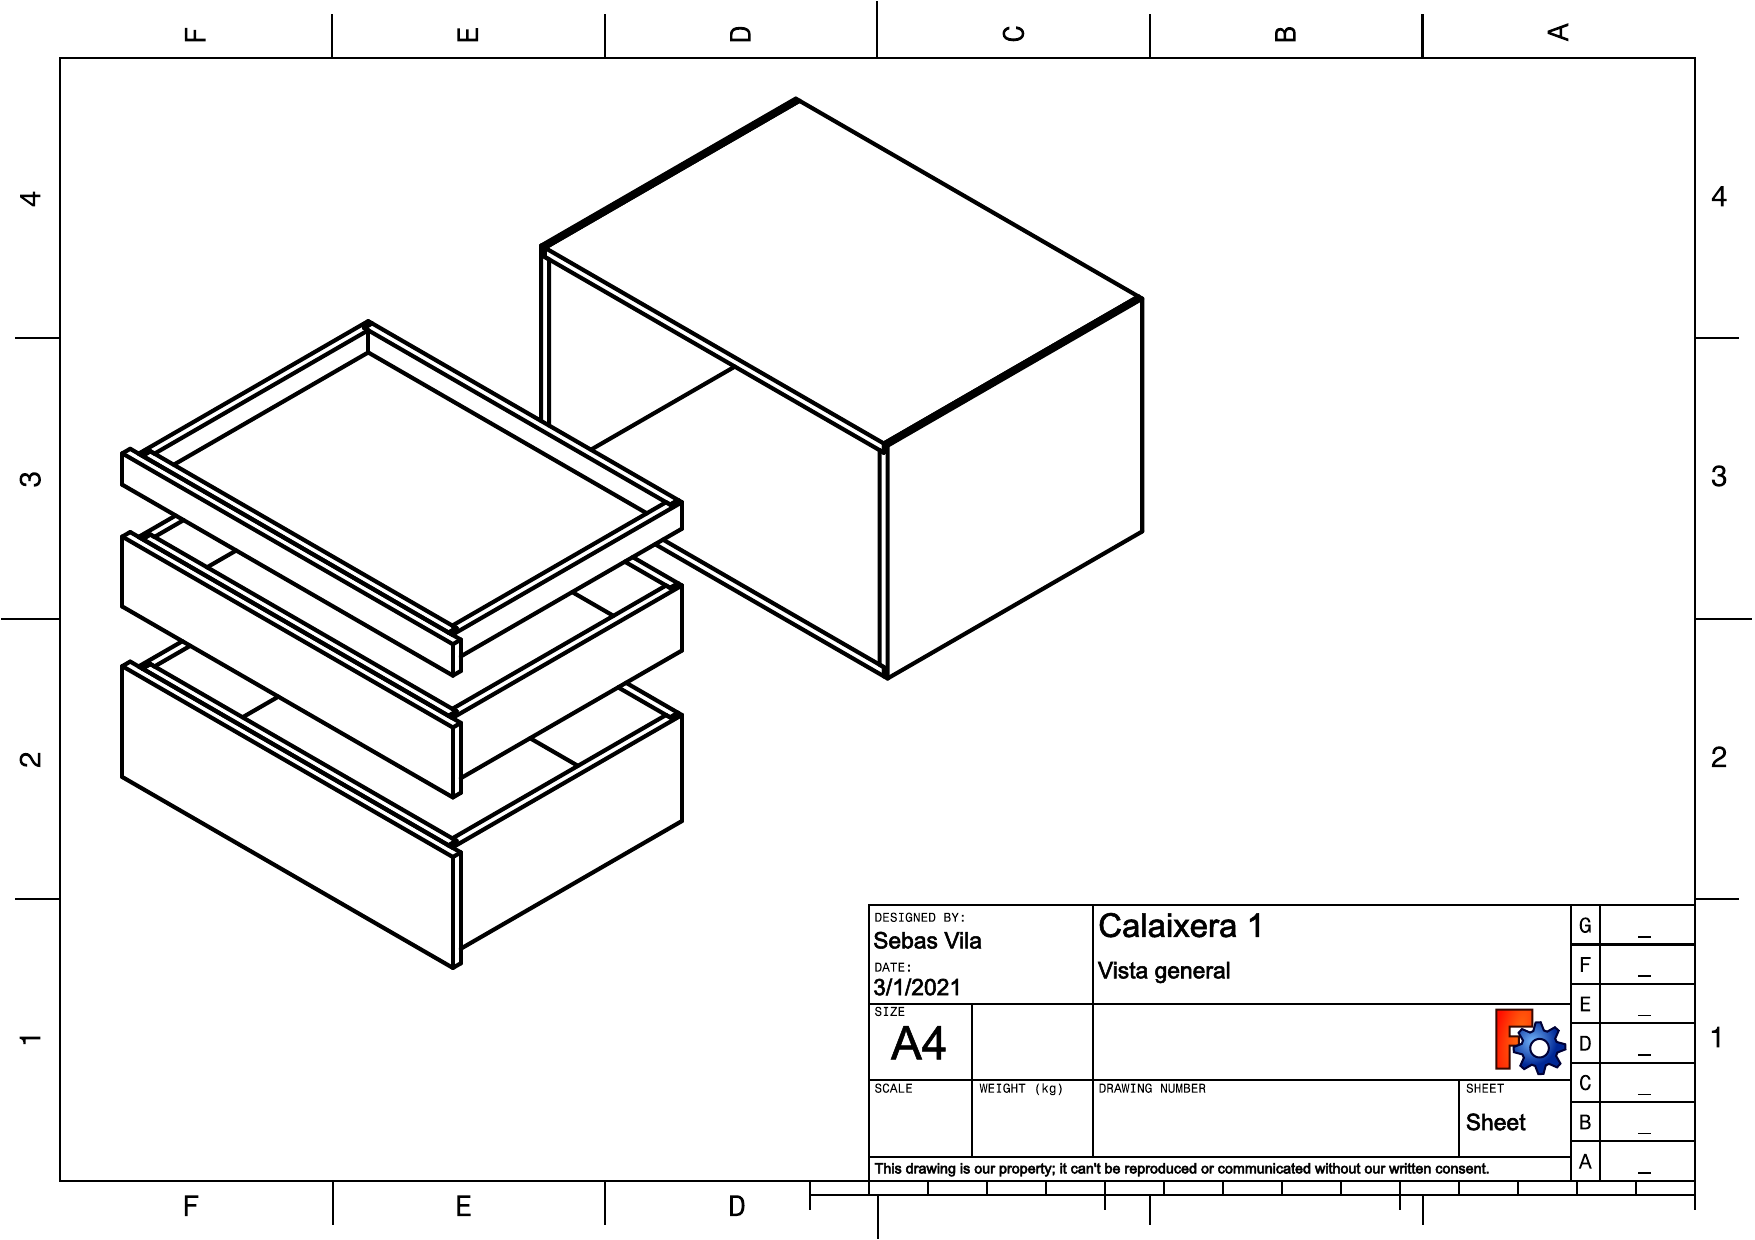 F E D C B A
4 4
3 3
2 2
1 1
DESIGNED BY:
Sebas Vila
DATE:
3/1/2021
Calaixera 1
Vista general
SIZE
A4
SCALE
WEIGHT (kg)
DRAWING NUMBER
SHEET
Sheet
This drawing is our property; it can't be reproduced or communicated without our written consent.
G _
F _
E _
D _
C _
B _
A _
F E D